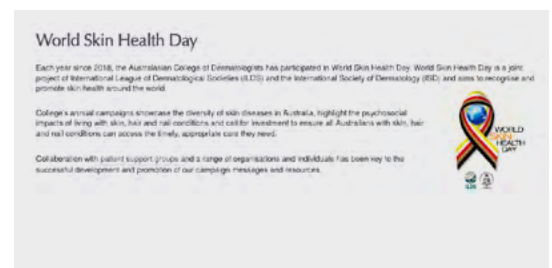 World Skin Health Day
Each year since 2018, the Australasian College of Dermatologists has participated in World Skin Health Day. World Skin Health Day is a joint
project of International League of Dermatological Societies (ILDS) and the International Society of Dermatology (ISD) and aims to recognise and
promote skin health around the world.
College's annual campaigns showcase the diversity of skin diseases in Australia, highlight the psychosocial
impacts of living with skin, hair and nail conditions and call for investment to ensure all Australians with skin, hair
and nail conditions can access the timely, appropriate care they need.
Collaboration with patient support groups and a range of organisations and individuals has been key to the
successful development and promotion of our campaign messages and resources.
WORLD
SKIN
HEALTH
DAY
ILDS